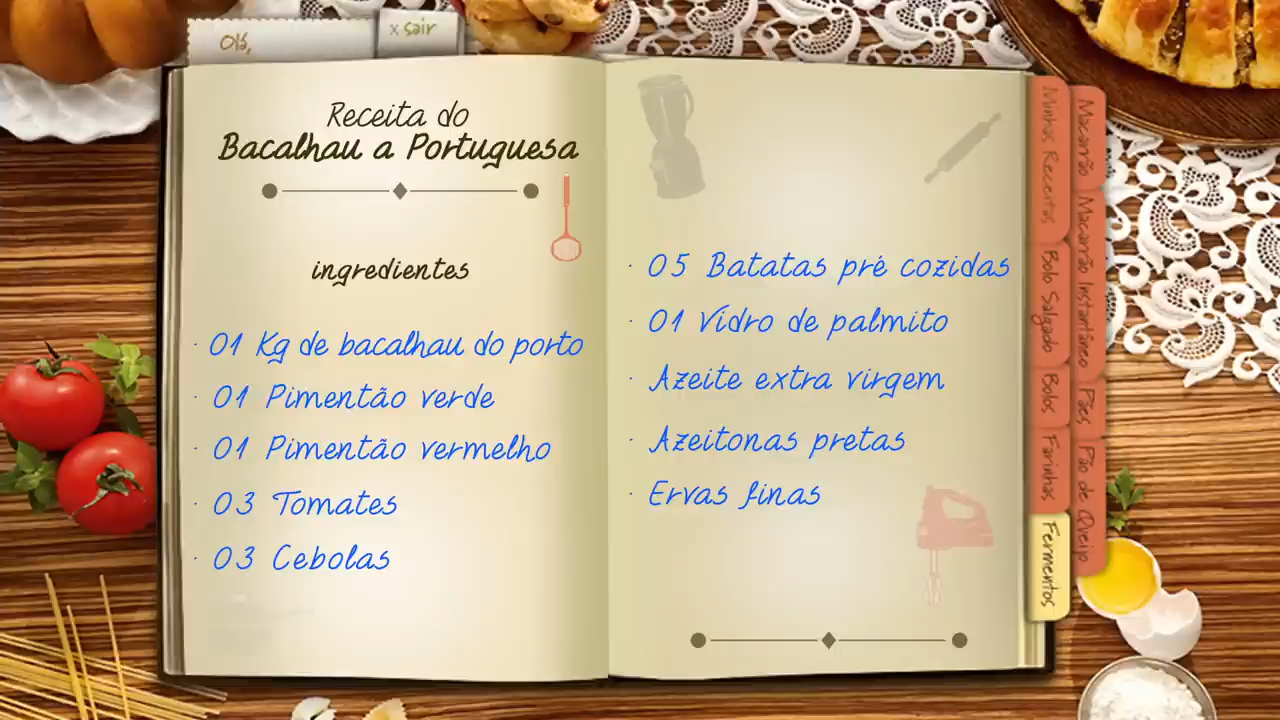 Olá,
x sair
Receita do
Bacalhau a Portuguesa
ingredientes
· 01 Kg de bacalhau do porto
· 01 Pimentão verde
· 01 Pimentão vermelho
· 03 Tomates
· 03 Cebolas
· 05 Batatas pré cozidas
· 01 Vidro de palmito
· Azeite extra virgem
· Azeitonas pretas
· Ervas finas
Minhas Receitas
Bolo Salgado
Bolos
Farinhas
Fermentos
Macarrão
Macarrão Instantâneo
Pães
Pão de Queijo